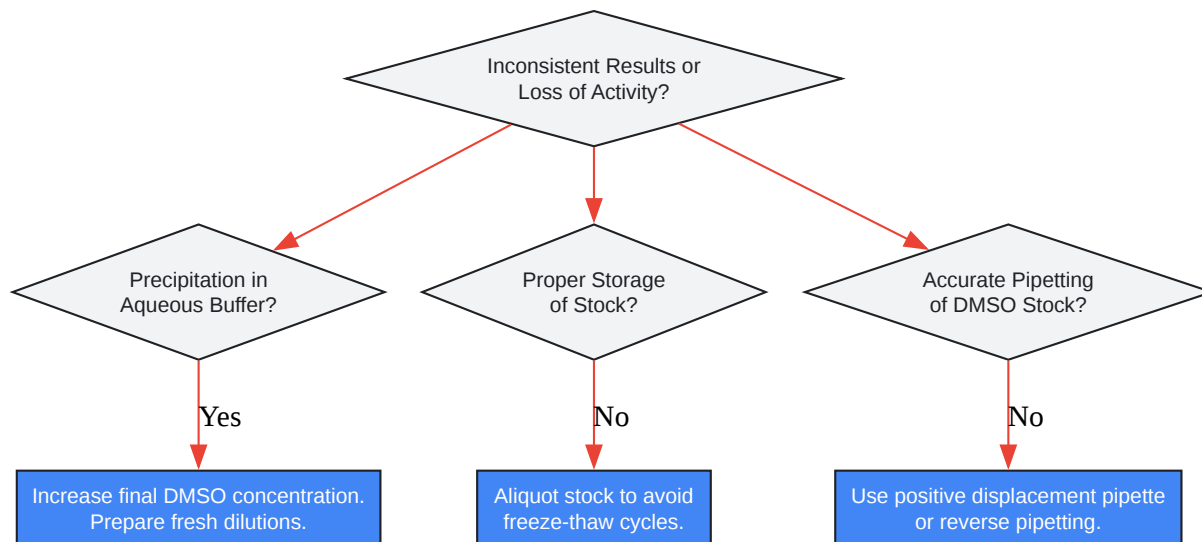 Inconsistent Results or
Loss of Activity?
Precipitation in
Aqueous Buffer?
Proper Storage
of Stock?
Accurate Pipetting
of DMSO Stock?
Yes
No
No
Increase final DMSO concentration.
Prepare fresh dilutions.
Aliquot stock to avoid
freeze-thaw cycles.
Use positive displacement pipette
or reverse pipetting.